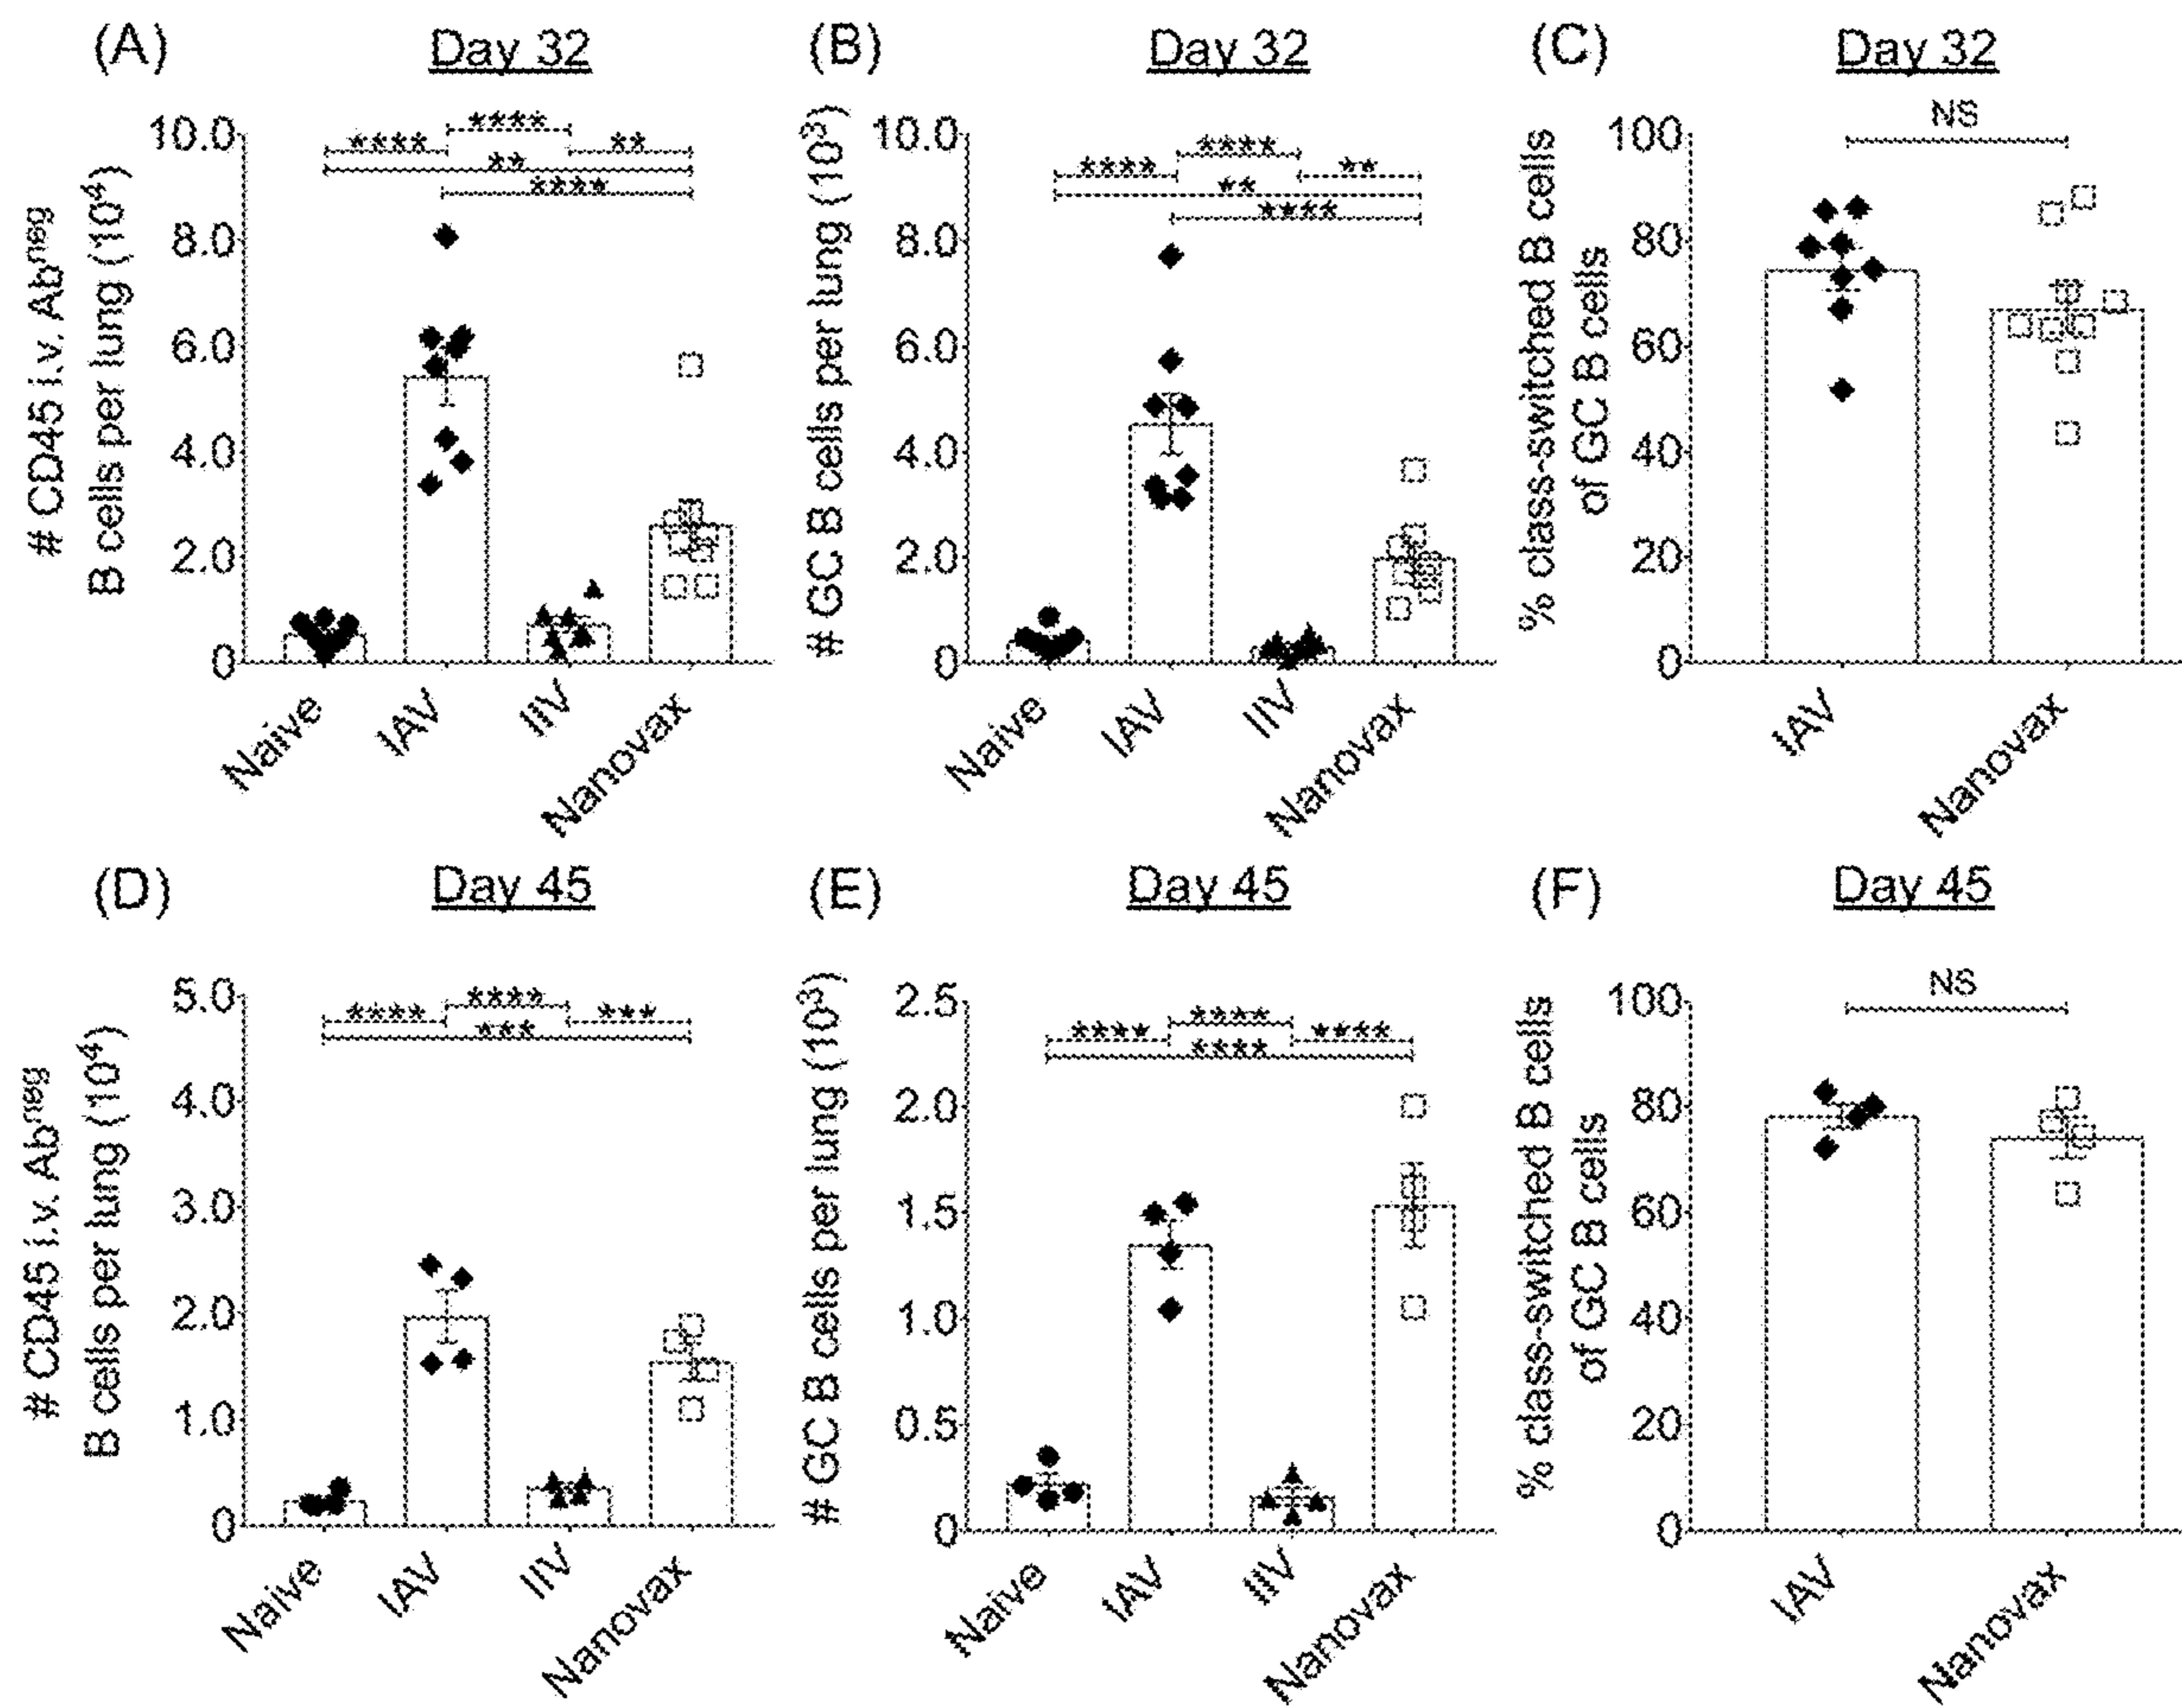 (A)
Day 32
# CD45 i.v. Ab^neg
B cells per lung (10^4)
10.0
8.0
6.0
4.0
2.0
0
****
****
**
**
****
Naive
IAV
IIV
Nanovax
(B)
Day 32
# GC B cells per lung (10^3)
10.0
8.0
6.0
4.0
2.0
0
****
****
**
**
****
Naive
IAV
IIV
Nanovax
(C)
Day 32
% class-switched B cells
of GC B cells
100
80
60
40
20
0
NS
IAV
Nanovax
(D)
Day 45
# CD45 i.v. Ab^neg
B cells per lung (10^4)
5.0
4.0
3.0
2.0
1.0
0
****
****
***
***
Naive
IAV
IIV
Nanovax
(E)
Day 45
# GC B cells per lung (10^3)
2.5
2.0
1.5
1.0
0.5
0
****
****
****
****
Naive
IAV
IIV
Nanovax
(F)
Day 45
% class-switched B cells
of GC B cells
100
80
60
40
20
0
NS
IAV
Nanovax